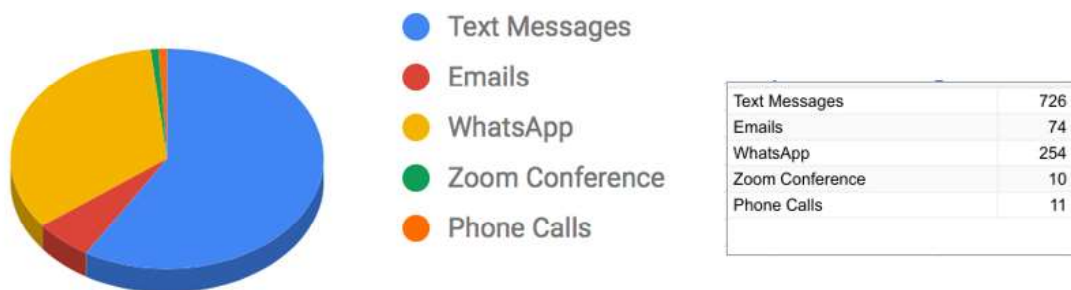 Text Messages
Emails
WhatsApp
Zoom Conference
Phone Calls
Text Messages 726
Emails 74
WhatsApp 254
Zoom Conference 10
Phone Calls 11